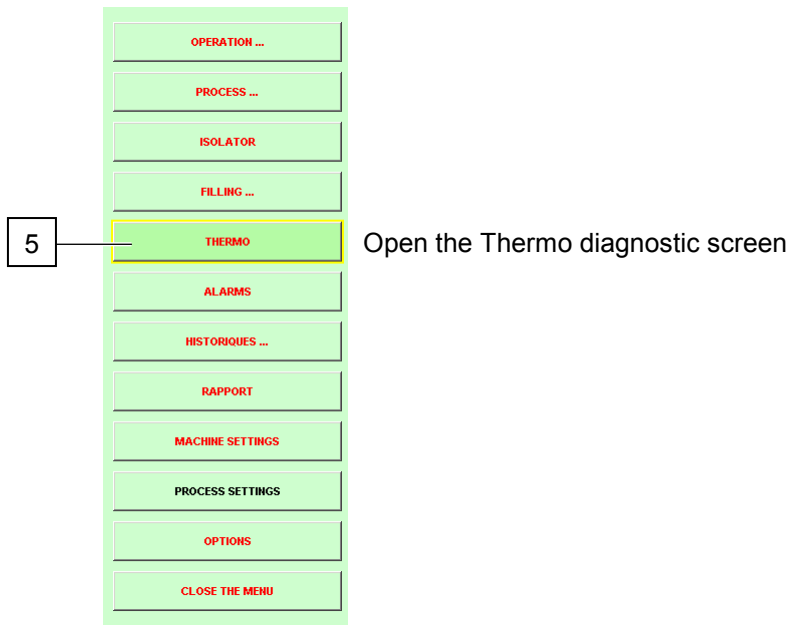 OPERATION ...
PROCESS ...
ISOLATOR
FILLING ...
5
THERMO
Open the Thermo diagnostic screen
ALARMS
HISTORIQUES ...
RAPPORT
MACHINE SETTINGS
PROCESS SETTINGS
OPTIONS
CLOSE THE MENU